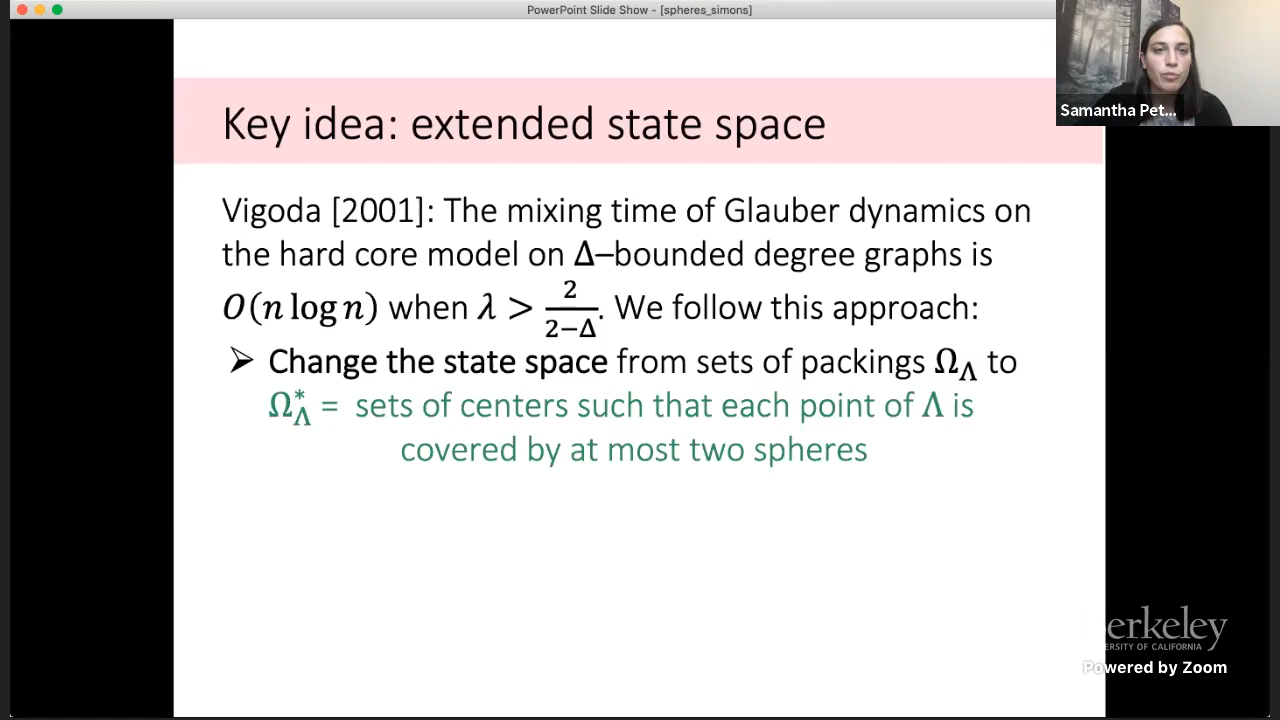 PowerPoint Slide Show - [spheres_simons]
Samantha Pet...
Key idea: extended state space
Vigoda [2001]: The mixing time of Glauber dynamics on
the hard core model on Δ–bounded degree graphs is
O(n log n) when λ > 2/(2−Δ). We follow this approach:
➢ Change the state space from sets of packings Ω_Λ to
Ω*_Λ = sets of centers such that each point of Λ is
covered by at most two spheres
Powered by Zoom